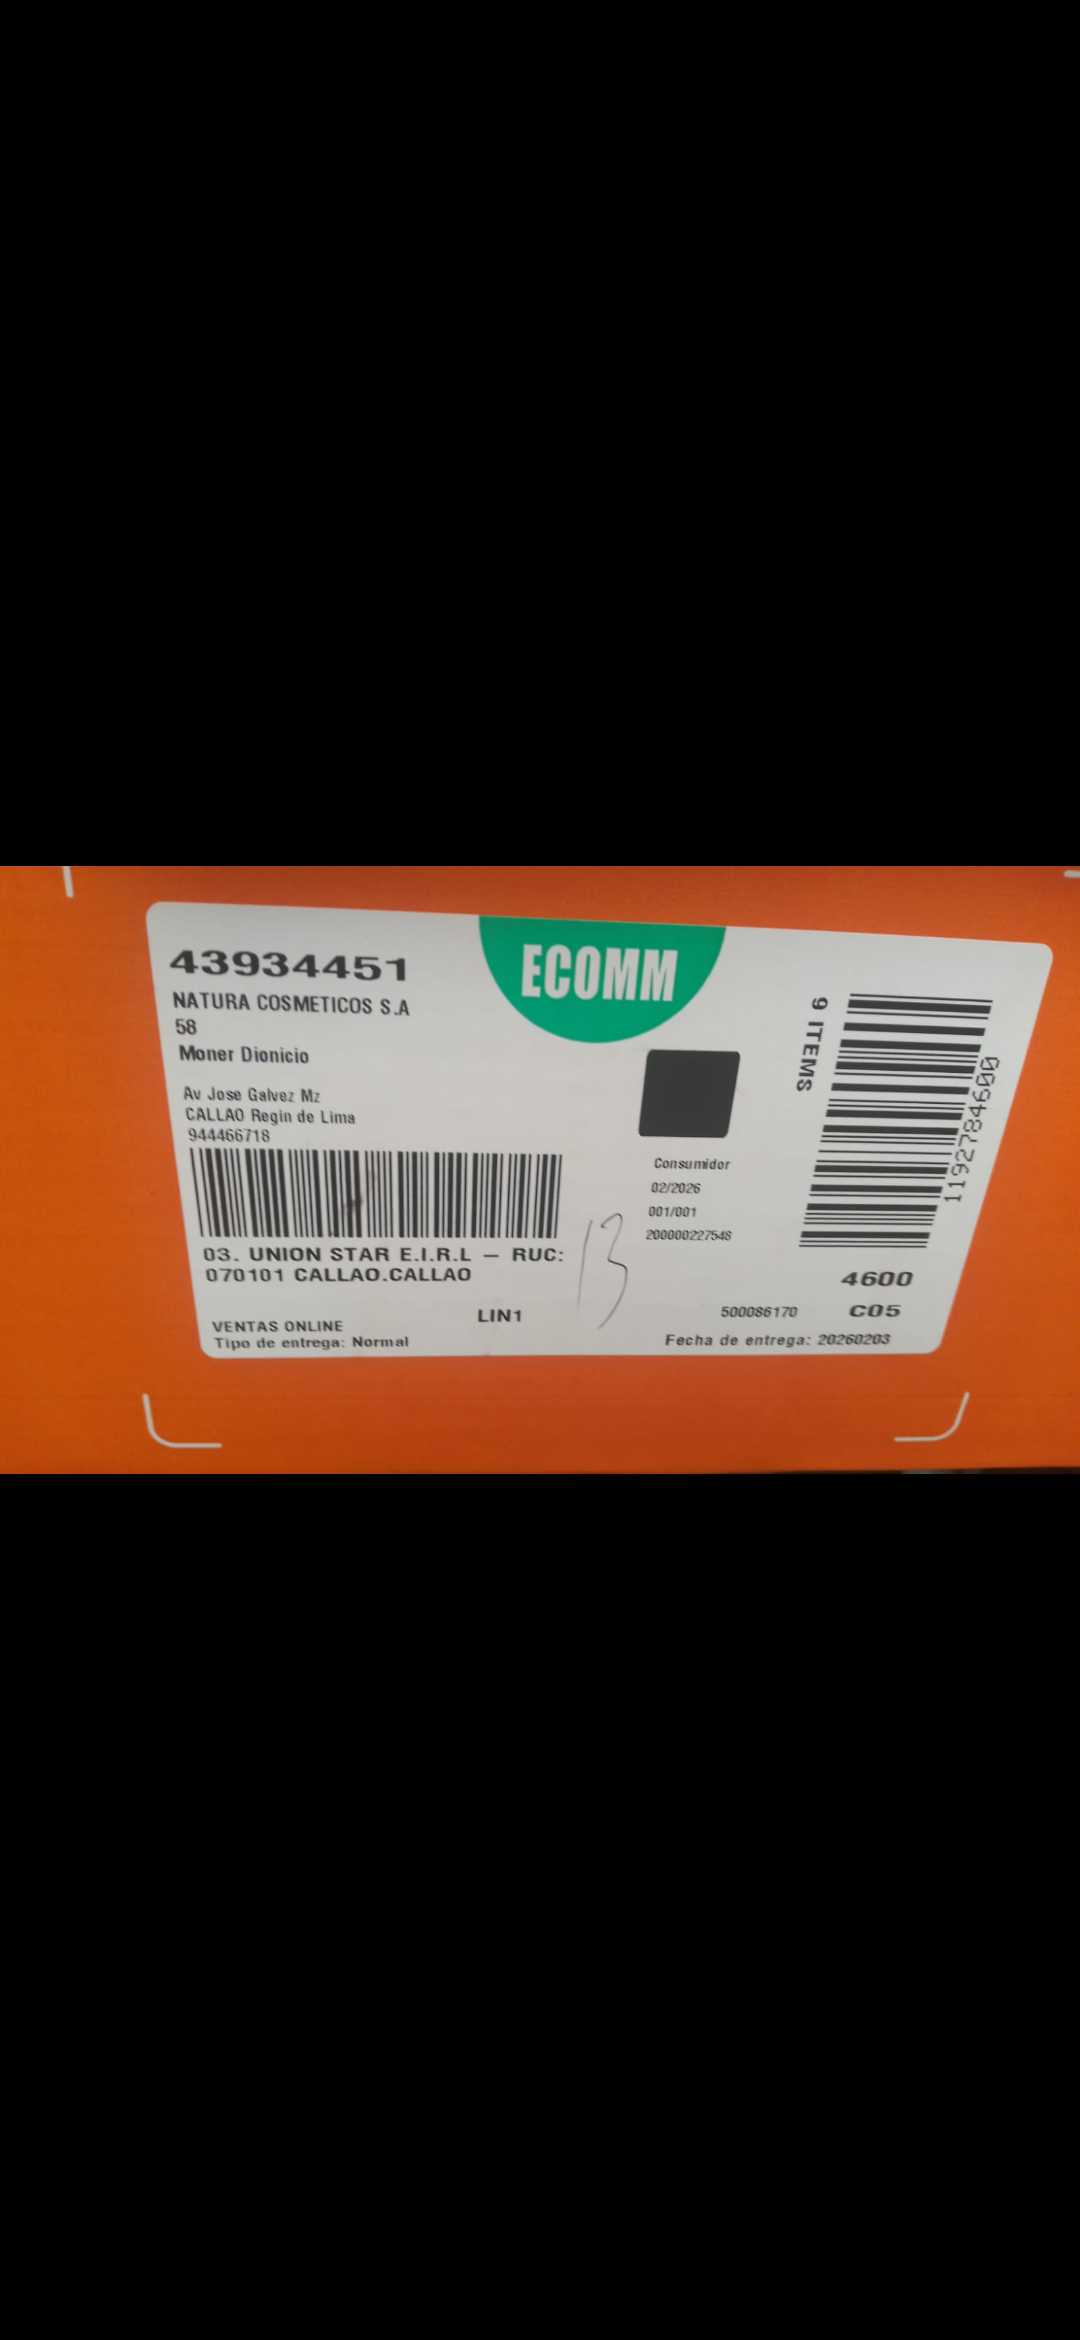 43934451
NATURA COSMETICOS S.A
58
Moner Dionicio
Av Jose Galvez Mz
CALLAO Regin de Lima
944466718
03. UNION STAR E.I.R.L — RUC:
070101 CALLAO.CALLAO
VENTAS ONLINE
Tipo de entrega: Normal
LIN1
ECOMM
Consumidor
02/2026
001/001
200000227548
13
9 ITEMS
1192784600
4600
500086170
C05
Fecha de entrega: 20260203